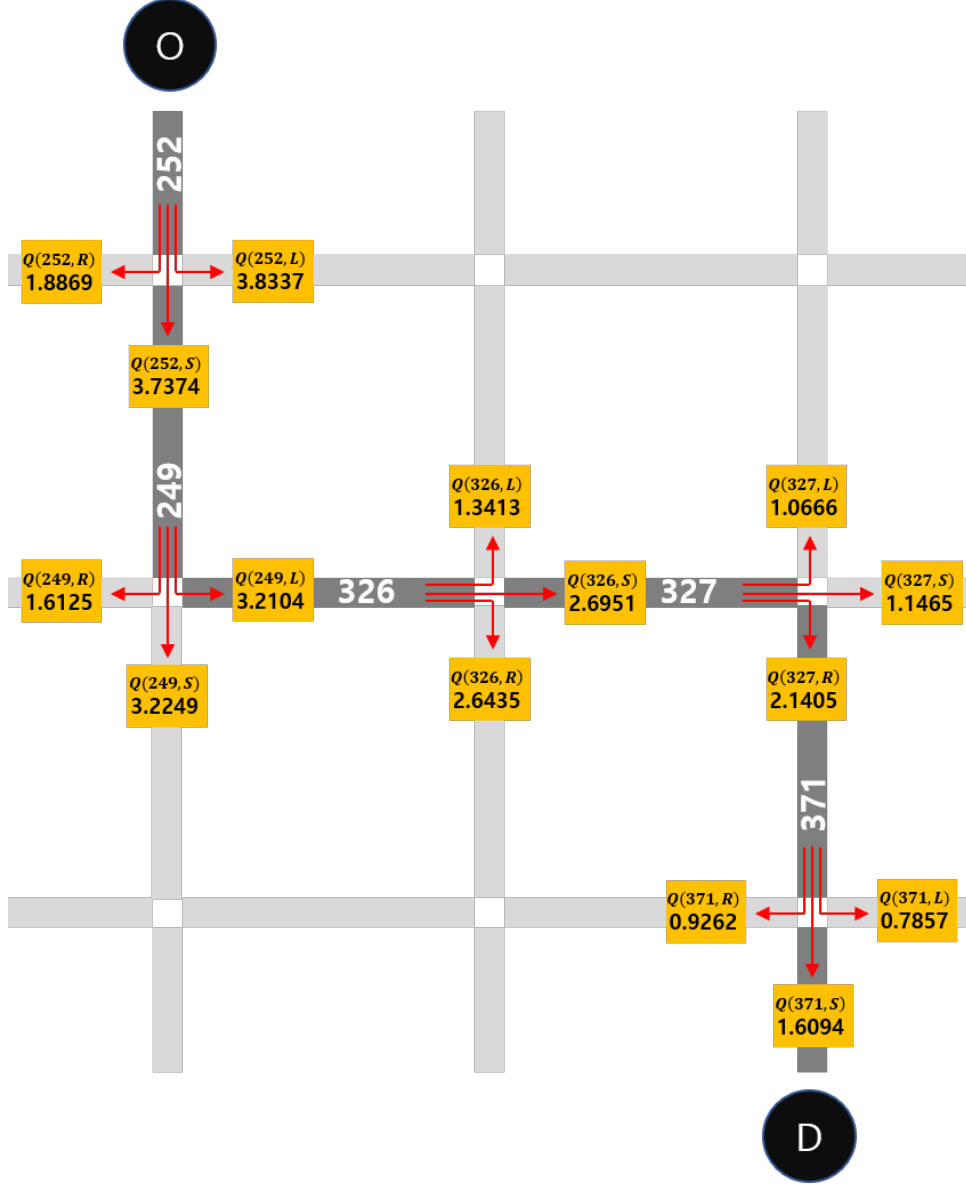 O
252
Q(252, R)
1.8869
Q(252, L)
3.8337
Q(252, S)
3.7374
249
Q(249, R)
1.6125
Q(249, L)
3.2104
Q(249, S)
3.2249
326
Q(326, L)
1.3413
Q(326, S)
2.6951
Q(326, R)
2.6435
327
Q(327, L)
1.0666
Q(327, S)
1.1465
Q(327, R)
2.1405
371
Q(371, R)
0.9262
Q(371, L)
0.7857
Q(371, S)
1.6094
D